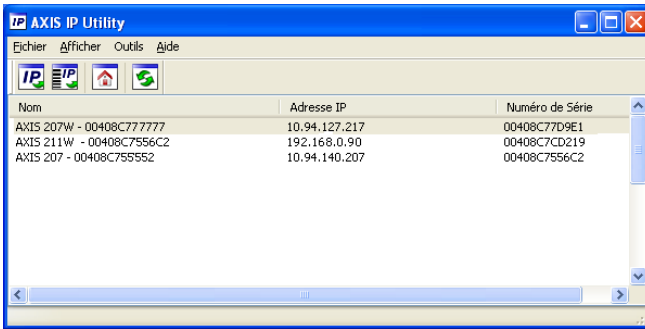 AXIS IP Utility
Fichier Afficher Outils Aide
IP IP
Nom Adresse IP Numéro de Série
AXIS 207W - 00408C777777 10.94.127.217 00408C77D9E1
AXIS 211W - 00408C7556C2 192.168.0.90 00408C7CD219
AXIS 207 - 00408C755552 10.94.140.207 00408C7556C2